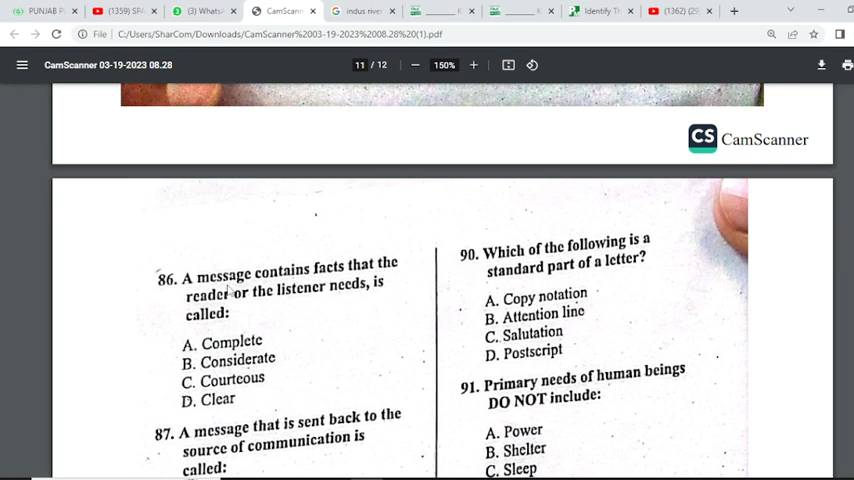 PUNJAB P
(1359) SPA
(3) Whats
CamScann
indus rive
Identify Th
(1362) (29
File
C:/Users/SharCom/Downloads/CamScanner%2003-19-2023%2008.28%20(1).pdf
CamScanner 03-19-2023 08.28
11 / 12
150%
CS CamScanner
86. A message contains facts that the
reader or the listener needs, is
called:
A. Complete
B. Considerate
C. Courtcous
D. Clear
87. A message that is sent back to the
source of communication is
called:
90. Which of the following is a
standard part of a letter?
A. Copy notation
B. Attention line
C. Salutation
D. Postscript
91. Primary needs of human beings
DO NOT include:
A. Power
B. Shelter
C. Sleep